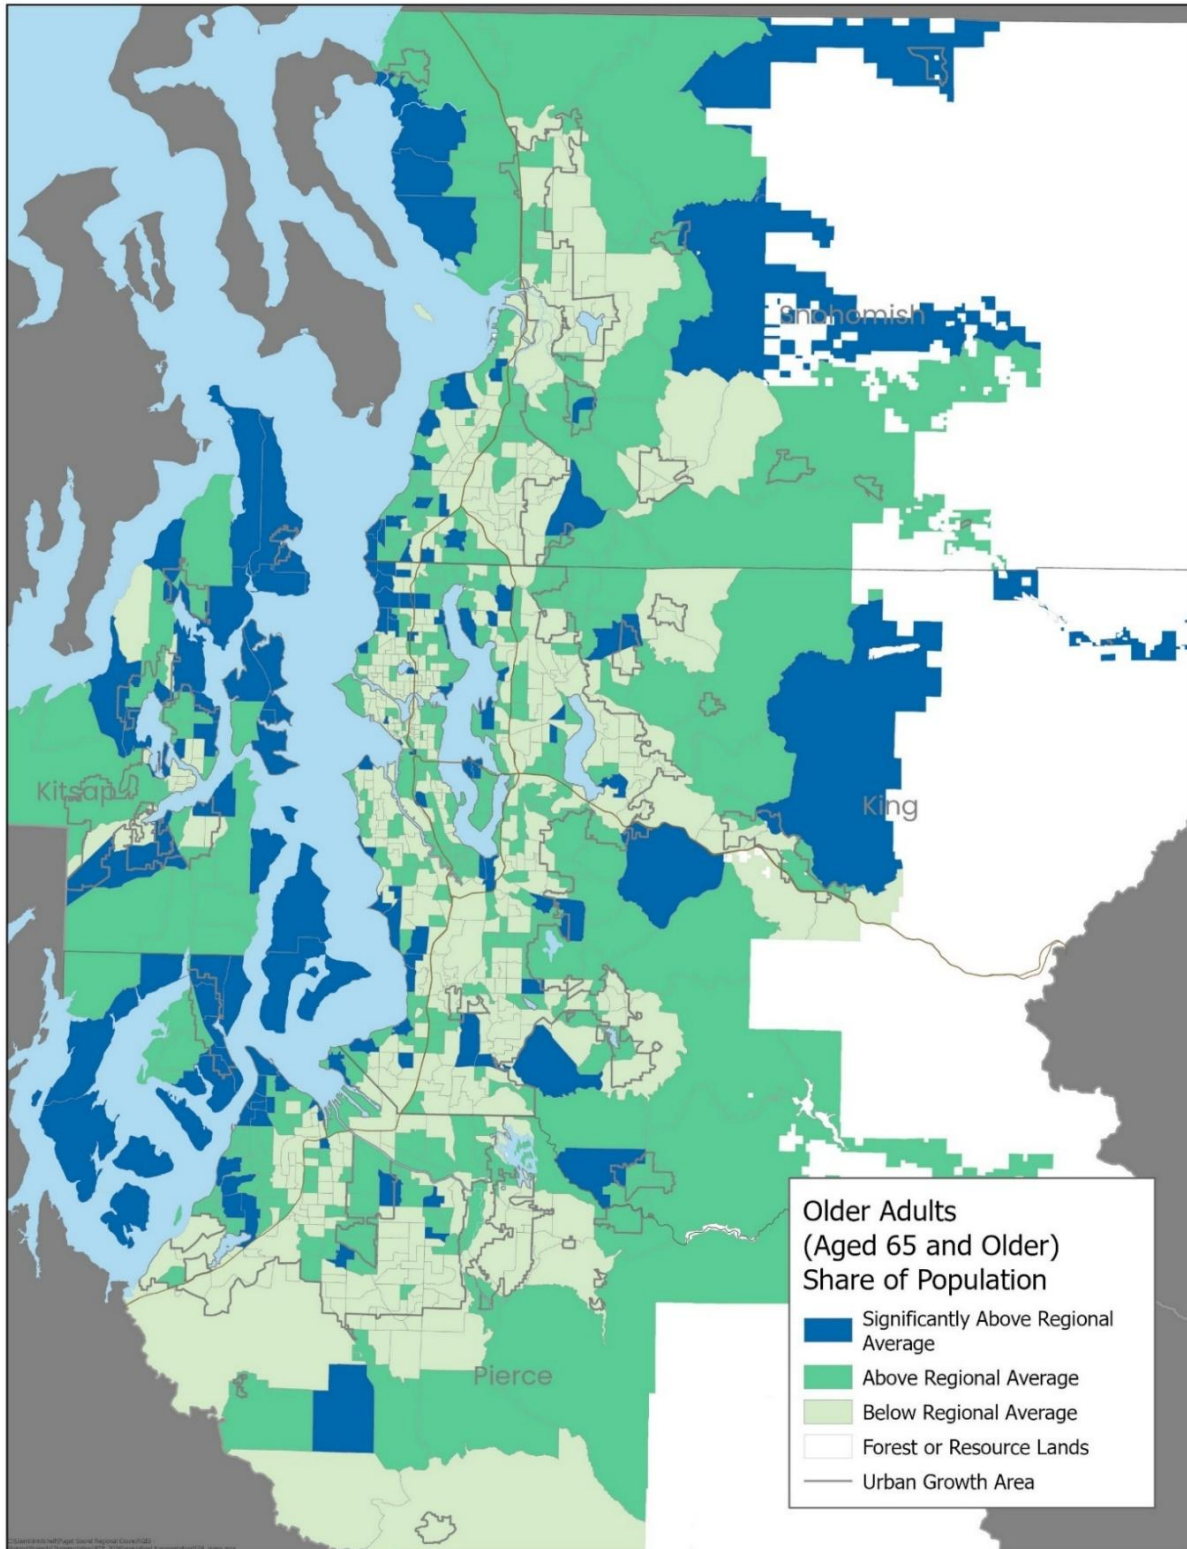 Snohomish
Kitsap
King
Pierce
Older Adults
(Aged 65 and Older)
Share of Population
Significantly Above Regional
Average
Above Regional Average
Below Regional Average
Forest or Resource Lands
Urban Growth Area